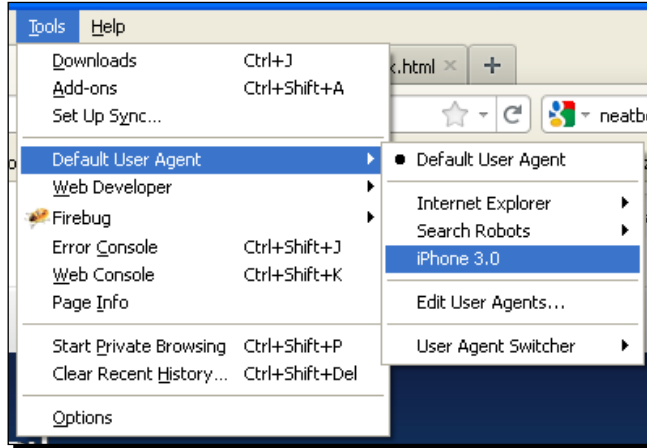 Tools Help
Downloads Ctrl+J
.html
Add-ons Ctrl+Shift+A
Set Up Sync...
Default User Agent
Default User Agent
Web Developer
Internet Explorer
Firebug
Search Robots
Error Console Ctrl+Shift+J
iPhone 3.0
Web Console Ctrl+Shift+K
Page Info
Edit User Agents...
Start Private Browsing Ctrl+Shift+P
User Agent Switcher
Clear Recent History... Ctrl+Shift+Del
Options